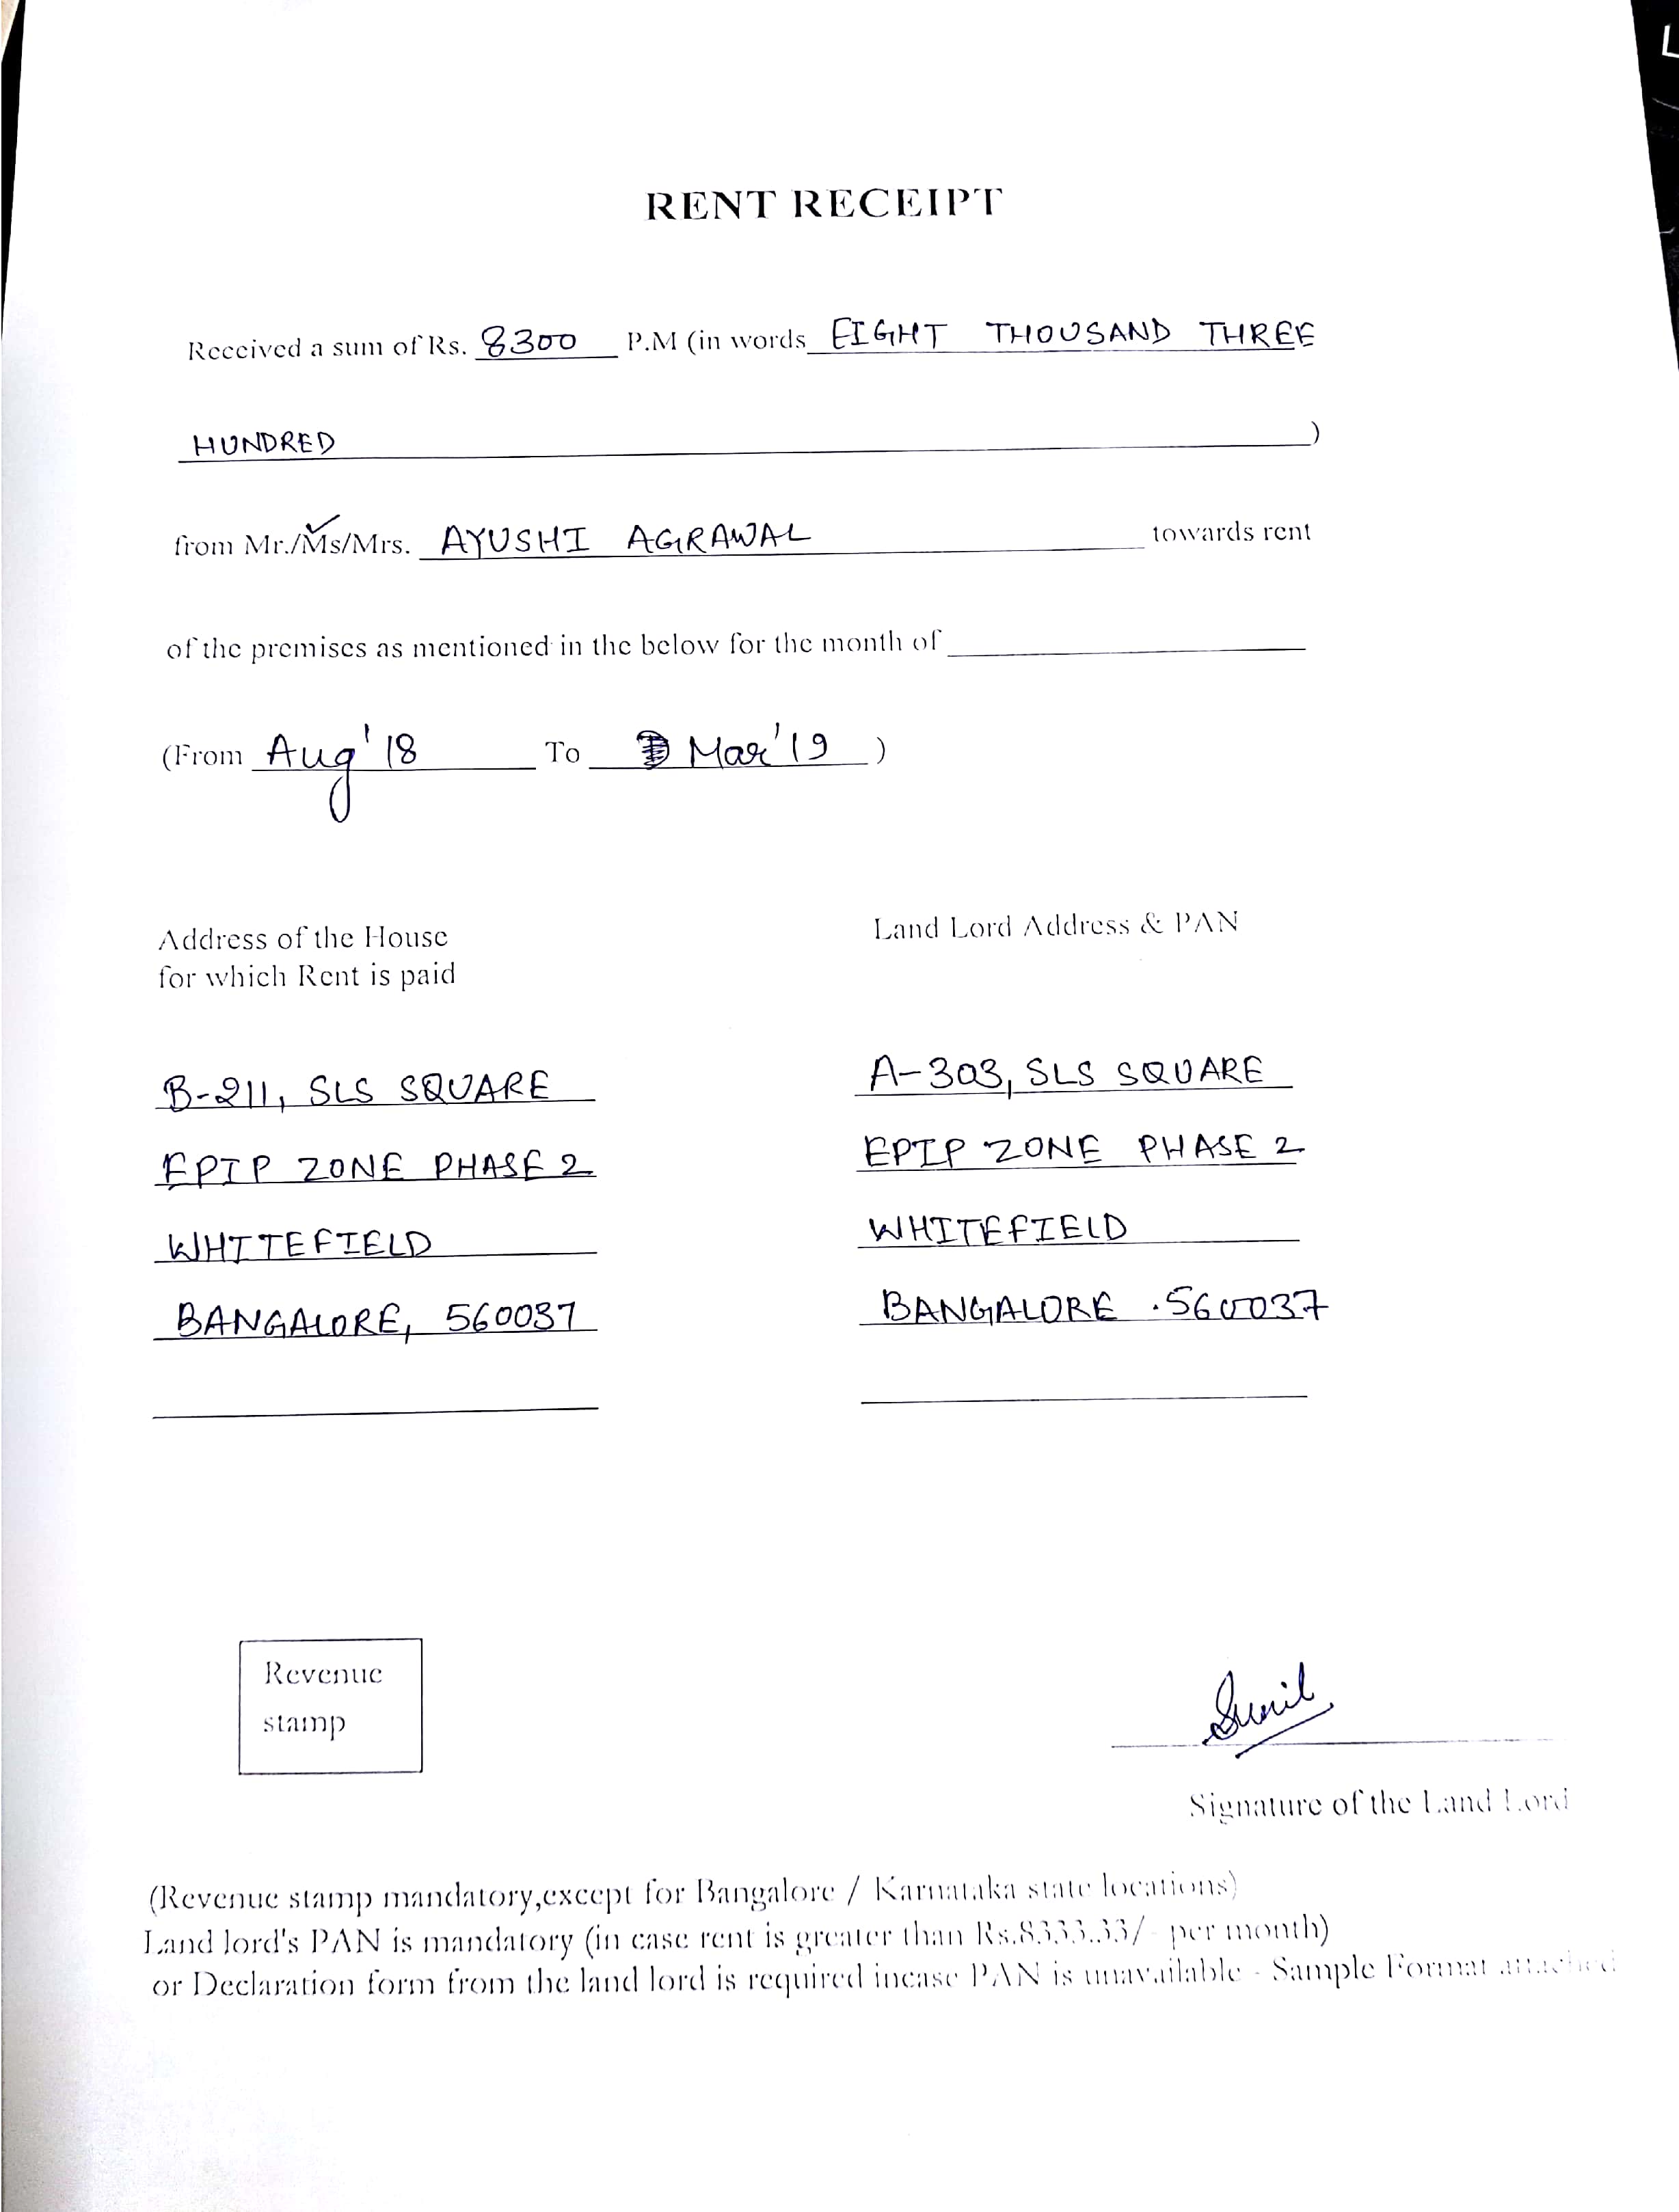 RENT RECEIPT
Received a sum of Rs. 8300 P.M (in words EIGHT THOUSAND THREE
HUNDRED )
from Mr./Ms/Mrs. AYUSHI AGRAWAL towards rent
of the premises as mentioned in the below for the month of
(From Aug'18 To Mar'19 )
Address of the House
for which Rent is paid
B-211, SLS SQUARE
EPIP ZONE PHASE 2
WHITEFIELD
BANGALORE, 560037
Land Lord Address & PAN
A-303, SLS SQUARE
EPIP ZONE PHASE 2
WHITEFIELD
BANGALORE .560037
Revenue
stamp
Sunil
Signature of the Land Lord
(Revenue stamp mandatory,except for Bangalore / Karnataka state locations)
Land lord's PAN is mandatory (in case rent is greater than Rs.8333.33/- per month)
or Declaration form from the land lord is required incase PAN is unavailable - Sample Format attached